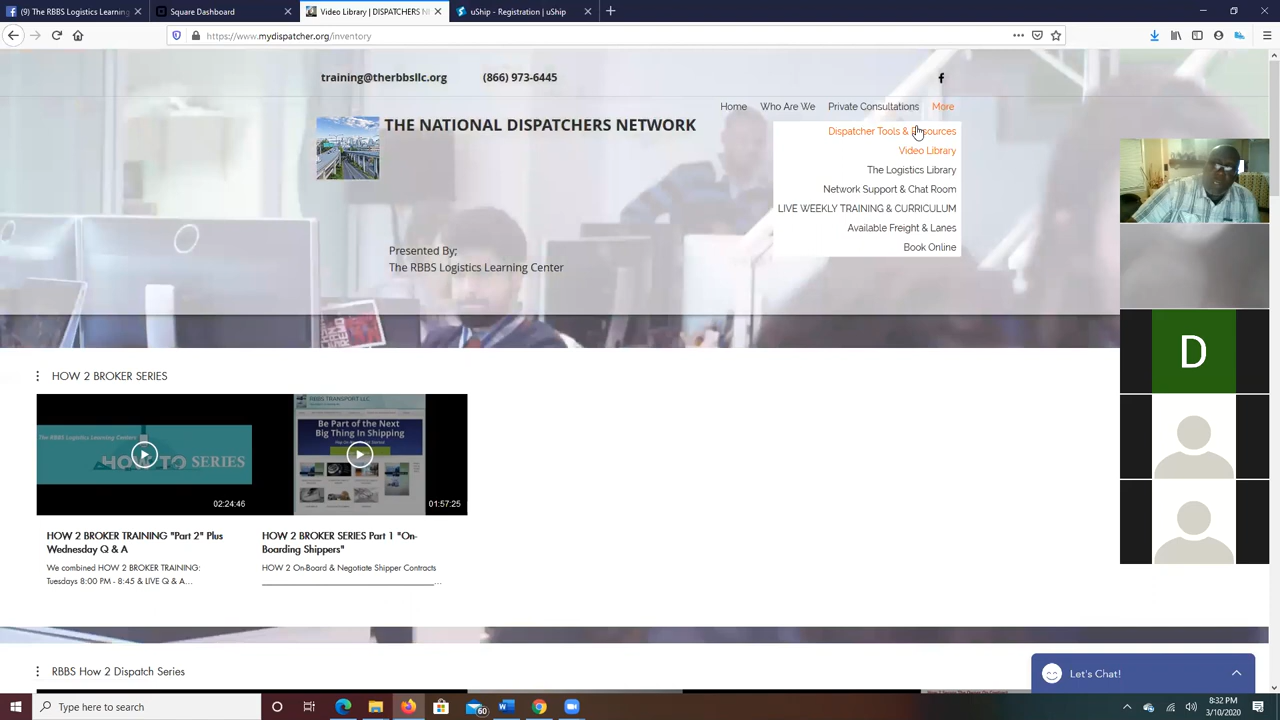 (1) The RBBS Logistics Learning
Square Dashboard
Video Library | DISPATCHERS NET
uShip - Registration | uShip
https://www.mydispatcher.org/inventory
training@therbbsllc.org
(866) 973-6445
Home
Who Are We
Private Consultations
More
THE NATIONAL DISPATCHERS NETWORK
Dispatcher Tools & Resources
Video Library
The Logistics Library
Network Support & Chat Room
LIVE WEEKLY TRAINING & CURRICULUM
Available Freight & Lanes
Book Online
Presented By;
The RBBS Logistics Learning Center
D
HOW 2 BROKER SERIES
The RBBS Logistics Learning Centers
HOW TO SERIES
02:24:46
RBBS TRANSPORT LLC.
Be Part of the Next
Big Thing In Shipping
01:57:25
HOW 2 BROKER TRAINING "Part 2" Plus
Wednesday Q & A
We combined HOW 2 BROKER TRAINING:
Tuesdays 8:00 PM - 8:45 & LIVE Q & A...
HOW 2 BROKER SERIES Part 1 "On-
Boarding Shippers"
HOW 2 On-Board & Negotiate Shipper Contracts
...
RBBS How 2 Dispatch Series
Let's Chat!
Type here to search
60
8:32 PM
3/10/2020